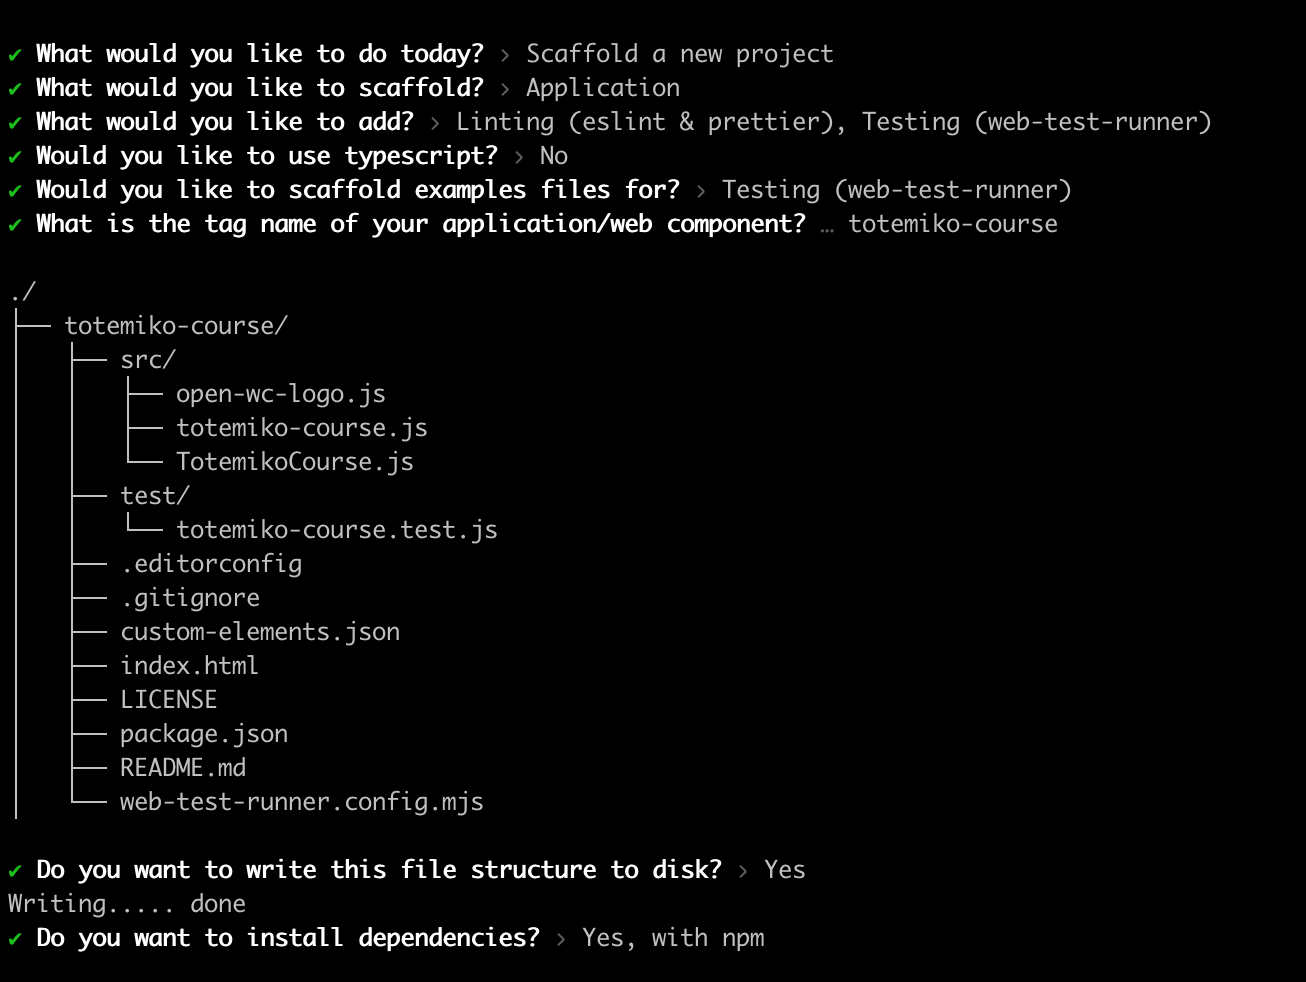 ✔ What would you like to do today? › Scaffold a new project
✔ What would you like to scaffold? › Application
✔ What would you like to add? › Linting (eslint & prettier), Testing (web-test-runner)
✔ Would you like to use typescript? › No
✔ Would you like to scaffold examples files for? › Testing (web-test-runner)
✔ What is the tag name of your application/web component? … totemiko-course
./
├── totemiko-course/
│   ├── src/
│   │   ├── open-wc-logo.js
│   │   ├── totemiko-course.js
│   │   └── TotemikoCourse.js
│   ├── test/
│   │   └── totemiko-course.test.js
│   ├── .editorconfig
│   ├── .gitignore
│   ├── custom-elements.json
│   ├── index.html
│   ├── LICENSE
│   ├── package.json
│   ├── README.md
│   └── web-test-runner.config.mjs
✔ Do you want to write this file structure to disk? › Yes
Writing..... done
✔ Do you want to install dependencies? › Yes, with npm